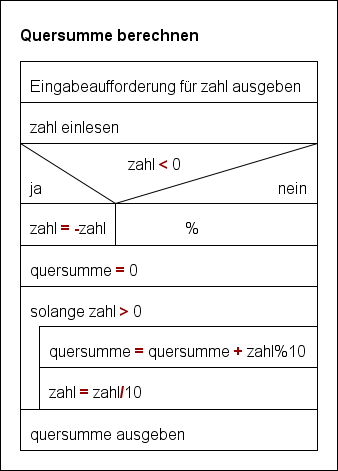 Quersumme berechnen
Eingabeaufforderung für zahl ausgeben
zahl einlesen
zahl < 0
ja nein
zahl = -zahl %
quersumme = 0
solange zahl > 0
quersumme = quersumme + zahl%10
zahl = zahl/10
quersumme ausgeben